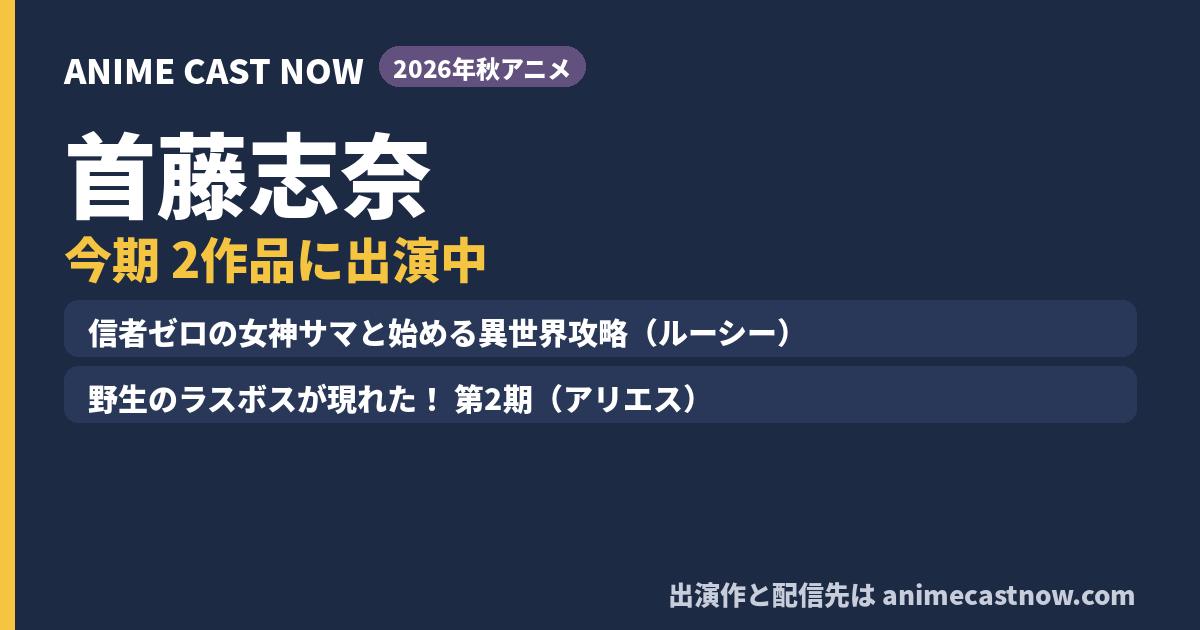 ANIME CAST NOW 2026年秋アニメ
首藤志奈
今期 2作品に出演中
信者ゼロの女神サマと始める異世界攻略（ルーシー）
野生のラスボスが現れた！ 第2期（アリエス）
出演作と配信先は animecastnow.com